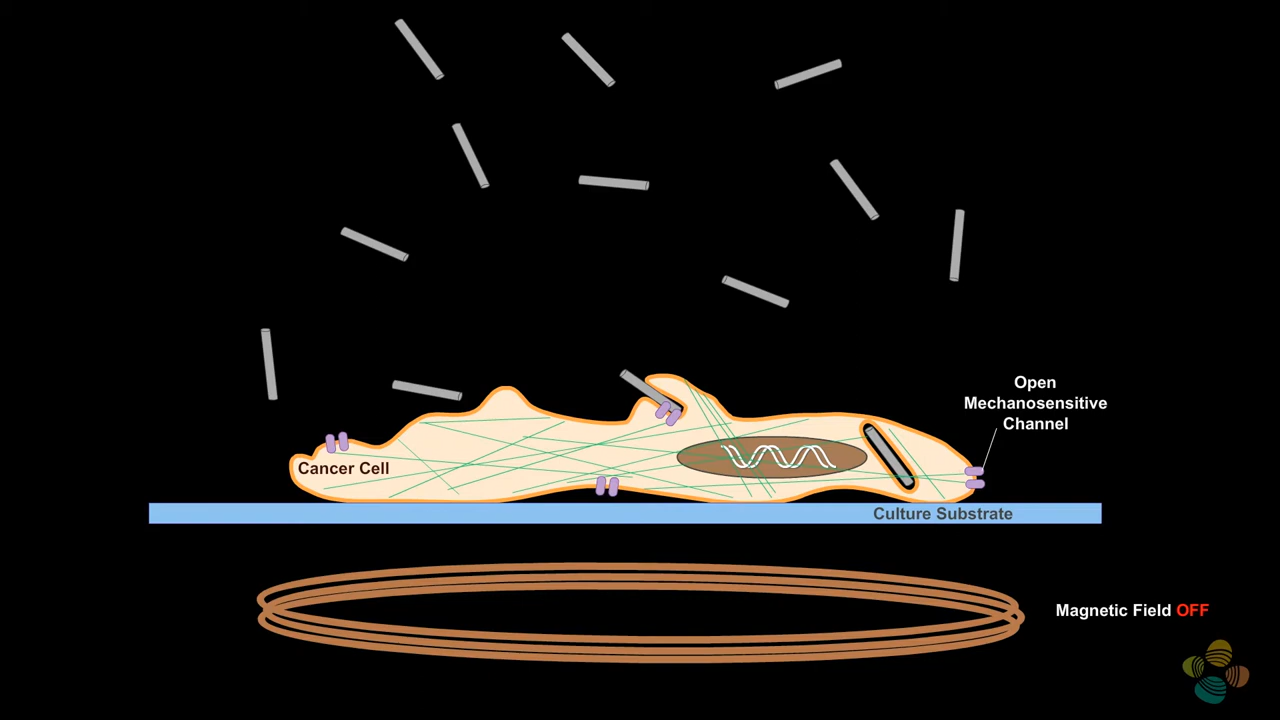 Open
Mechanosensitive
Channel
Cancer Cell
Culture Substrate
Magnetic Field OFF